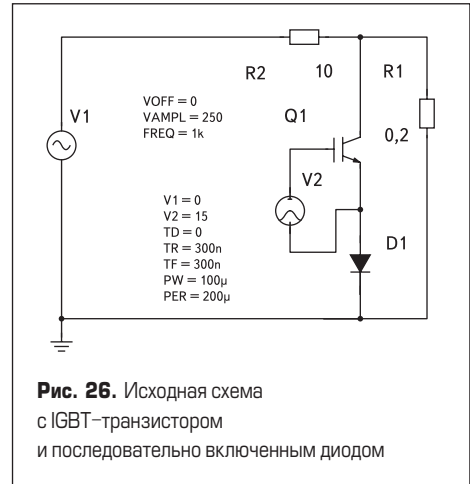 R2
10
R1
V1
VOFF = 0
VAMPL = 250
FREQ = 1k
Q1
0,2
V2
V1 = 0
V2 = 15
TD = 0
TR = 300n
TF = 300n
PW = 100µ
PER = 200µ
D1
Рис. 26. Исходная схема
с IGBT-транзистором
и последовательно включенным диодом